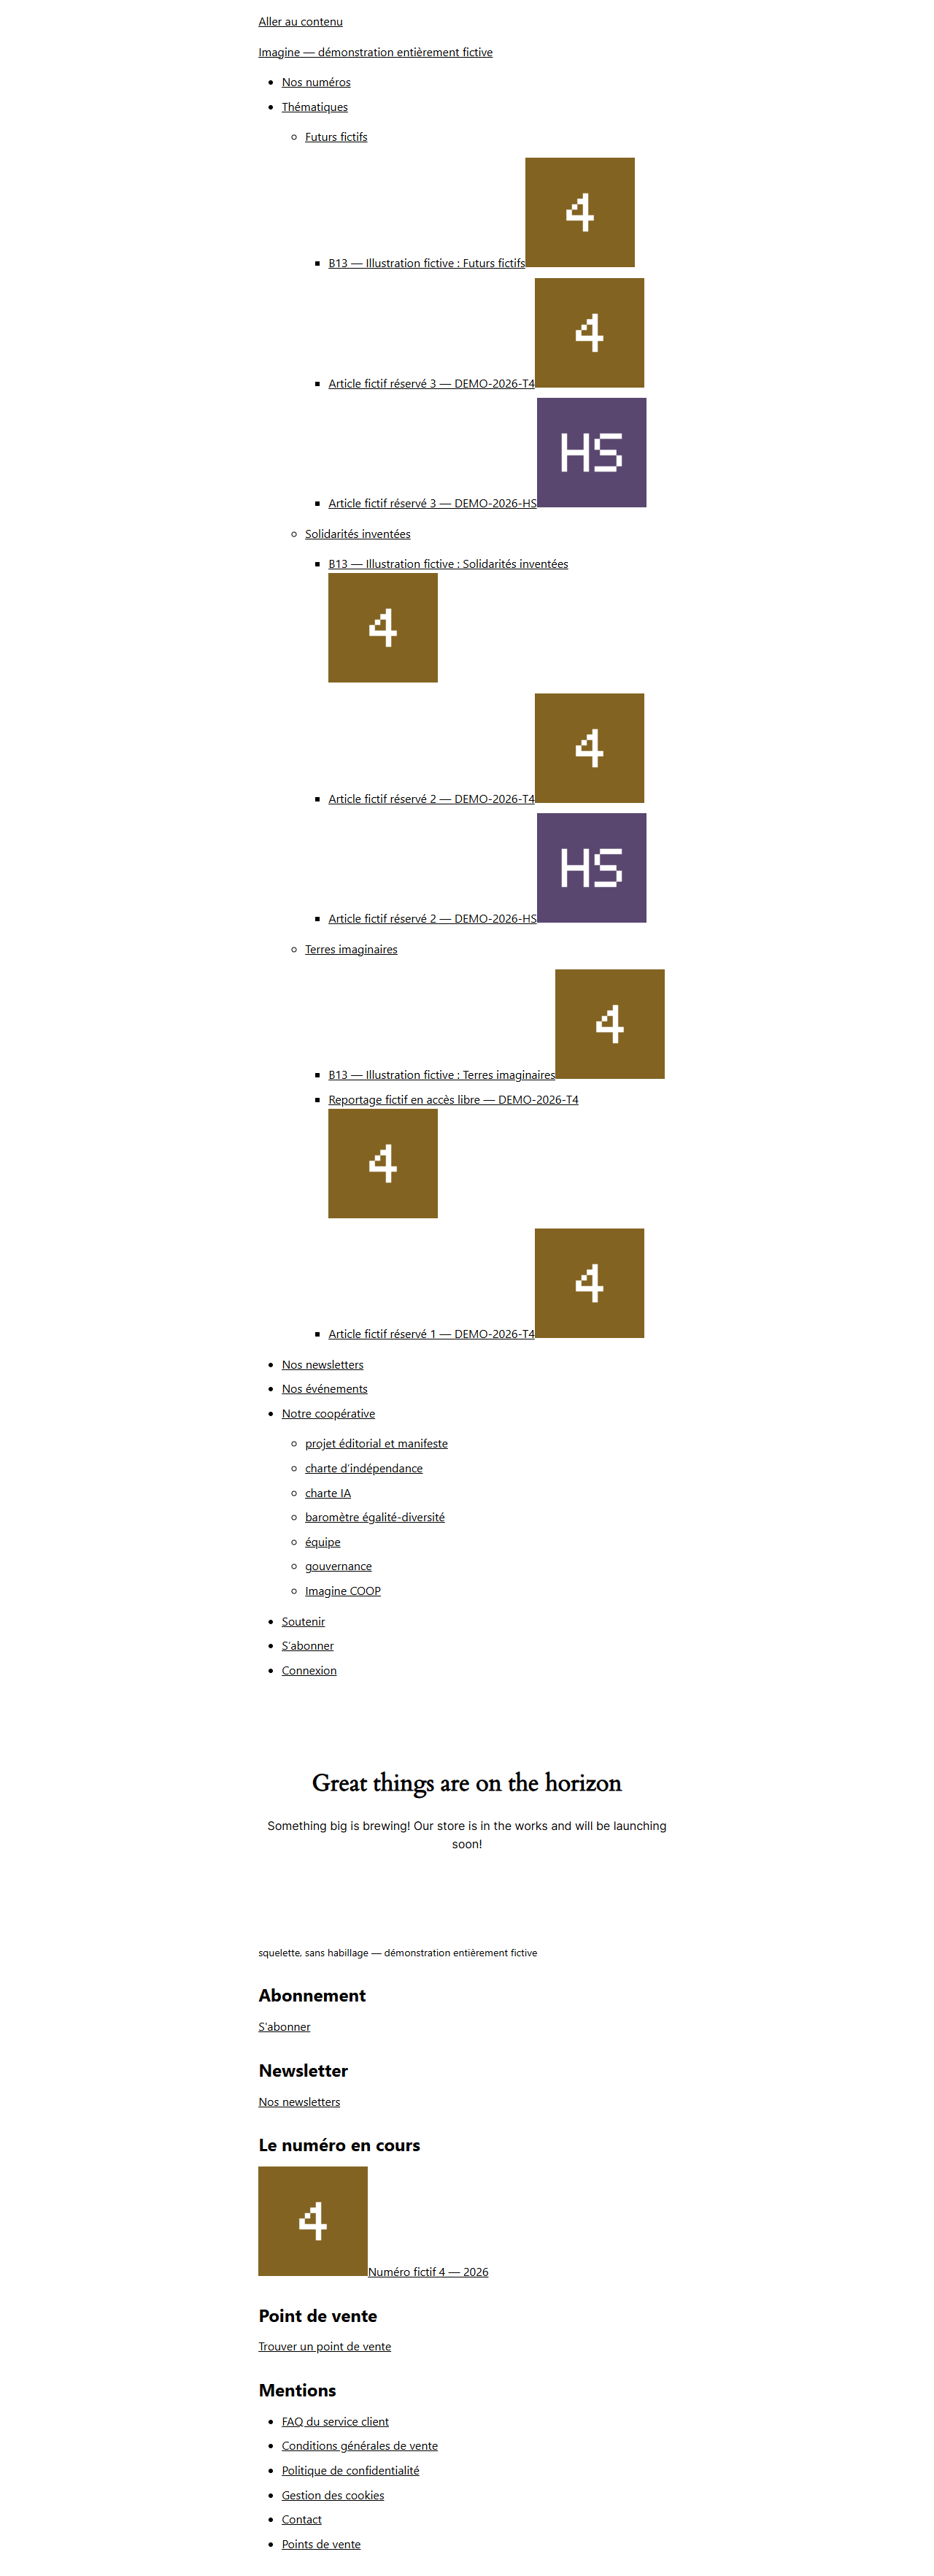 Aller au contenu
Imagine — démonstration entièrement fictive
Nos numéros
Thématiques
Futurs fictifs
4
B13 — Illustration fictive : Futurs fictifs
4
Article fictif réservé 3 — DEMO-2026-T4
HS
Article fictif réservé 3 — DEMO-2026-HS
Solidarités inventées
B13 — Illustration fictive : Solidarités inventées
4
4
Article fictif réservé 2 — DEMO-2026-T4
HS
Article fictif réservé 2 — DEMO-2026-HS
Terres imaginaires
4
B13 — Illustration fictive : Terres imaginaires
Reportage fictif en accès libre — DEMO-2026-T4
4
4
Article fictif réservé 1 — DEMO-2026-T4
Nos newsletters
Nos événements
Notre coopérative
projet éditorial et manifeste
charte d'indépendance
charte IA
baromètre égalité-diversité
équipe
gouvernance
Imagine COOP
Soutenir
S'abonner
Connexion
Great things are on the horizon
Something big is brewing! Our store is in the works and will be launching
soon!
squelette, sans habillage — démonstration entièrement fictive
Abonnement
S'abonner
Newsletter
Nos newsletters
Le numéro en cours
4
Numéro fictif 4 — 2026
Point de vente
Trouver un point de vente
Mentions
FAQ du service client
Conditions générales de vente
Politique de confidentialité
Gestion des cookies
Contact
Points de vente